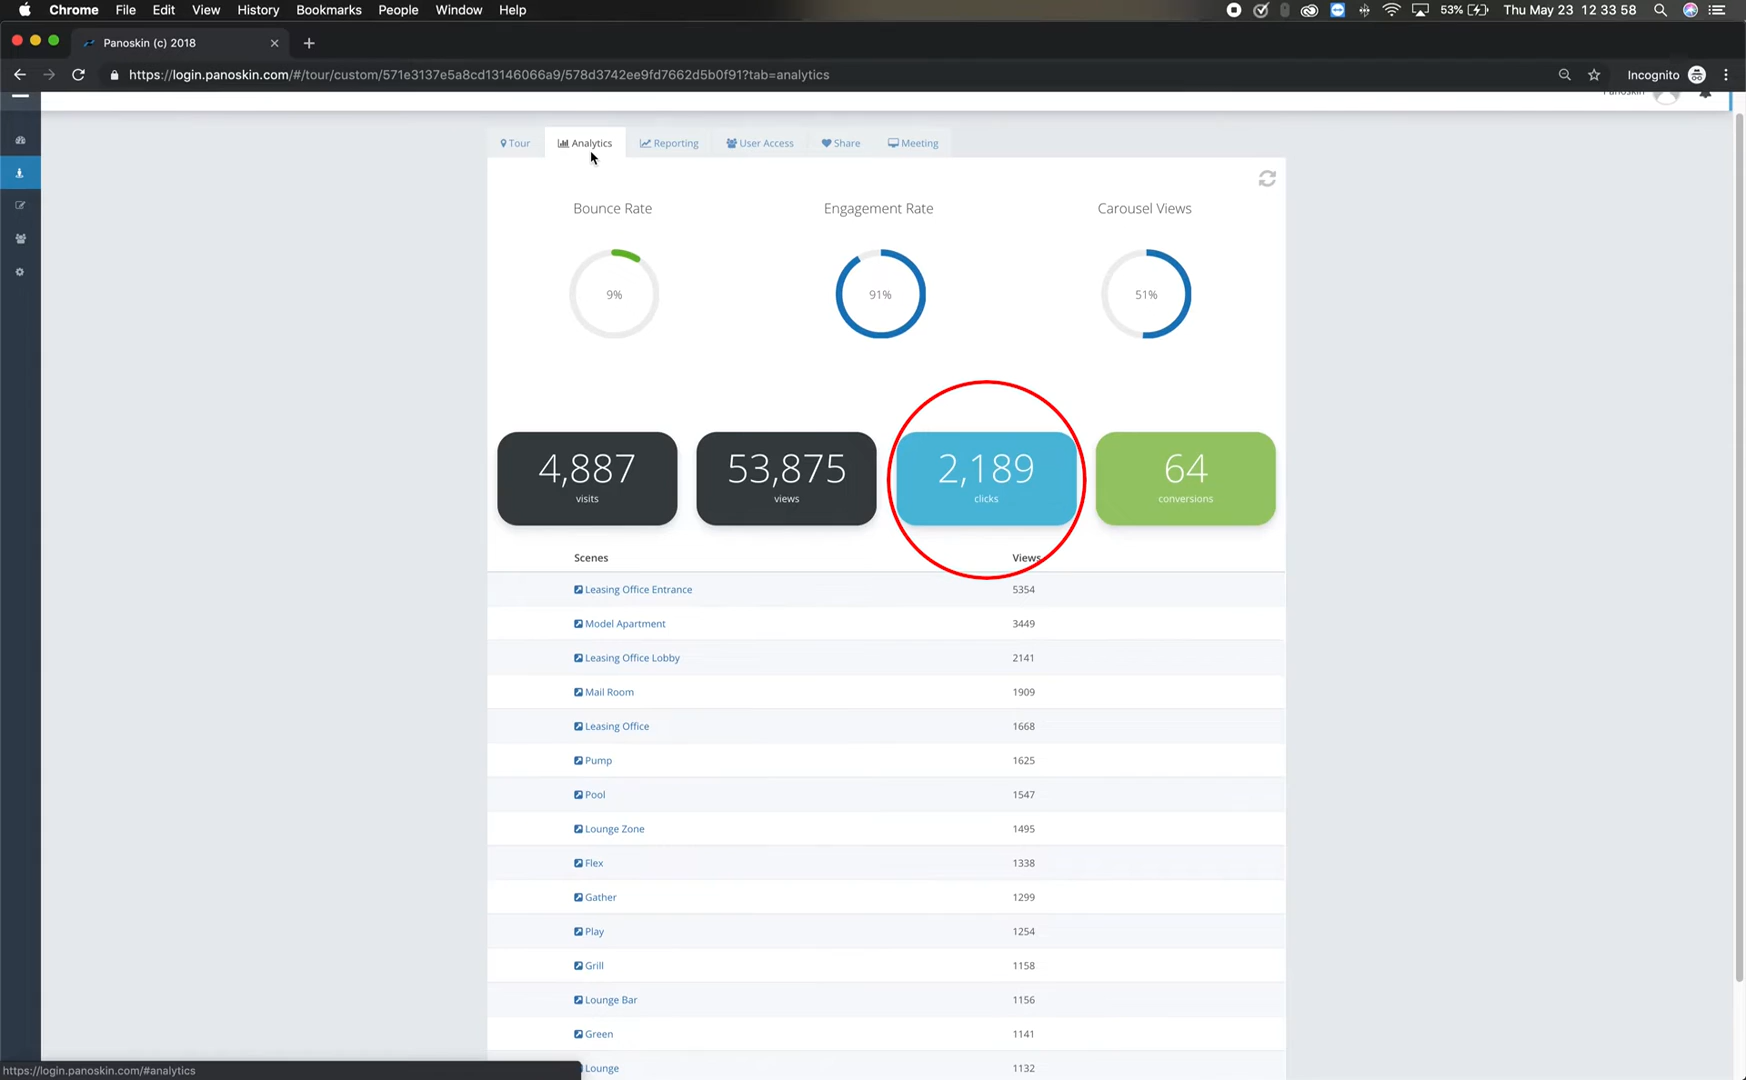 Chrome File Edit View History Bookmarks People Window Help 53% Thu May 23 12 33 58
Panoskin (c) 2018
https://login.panoskin.com/#/tour/custom/571e3137e5a8cd13146066a9/578d3742ee9fd7662d5b0f91?tab=analytics Incognito
Panoskin
Tour Analytics Reporting User Access Share Meeting
Bounce Rate Engagement Rate Carousel Views
9% 91% 51%
4,887 53,875 2,189 64
visits views clicks conversions
Scenes Views
Leasing Office Entrance 5354
Model Apartment 3449
Leasing Office Lobby 2141
Mail Room 1909
Leasing Office 1668
Pump 1625
Pool 1547
Lounge Zone 1495
Flex 1338
Gather 1299
Play 1254
Grill 1158
Lounge Bar 1156
Green 1141
Lounge 1132
https://login.panoskin.com/#analytics